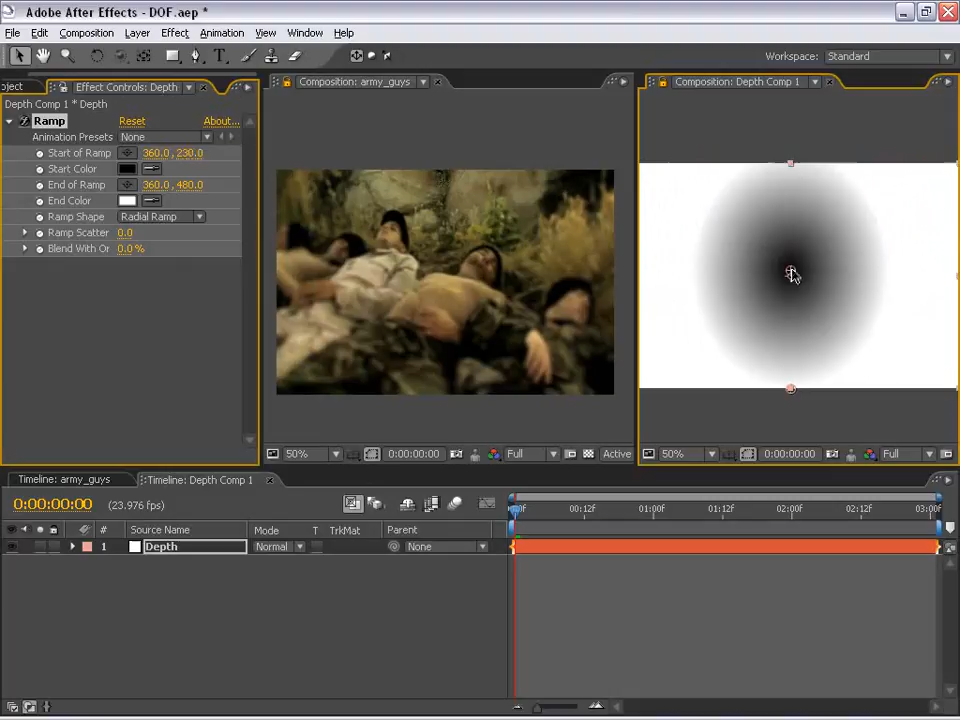 Adobe After Effects - DOF.aep *
File Edit Composition Layer Effect Animation View Window Help
Workspace: Standard
oject Effect Controls: Depth
Composition: army_guys
Composition: Depth Comp 1
Depth Comp 1 * Depth
Ramp Reset About...
Animation Presets None
Start of Ramp 360.0, 230.0
Start Color
End of Ramp 360.0, 480.0
End Color
Ramp Shape Radial Ramp
Ramp Scatter 0.0
Blend With Or 0.0 %
50% 0:00:00:00 Full Active
50% 0:00:00:00 Full
Timeline: army_guys Timeline: Depth Comp 1
0:00:00:00 (23.976 fps)
00:12F 01:00F 01:12F 02:00F 02:12F 03:00F
# Source Name Mode T TrkMat Parent
1 Depth Normal None